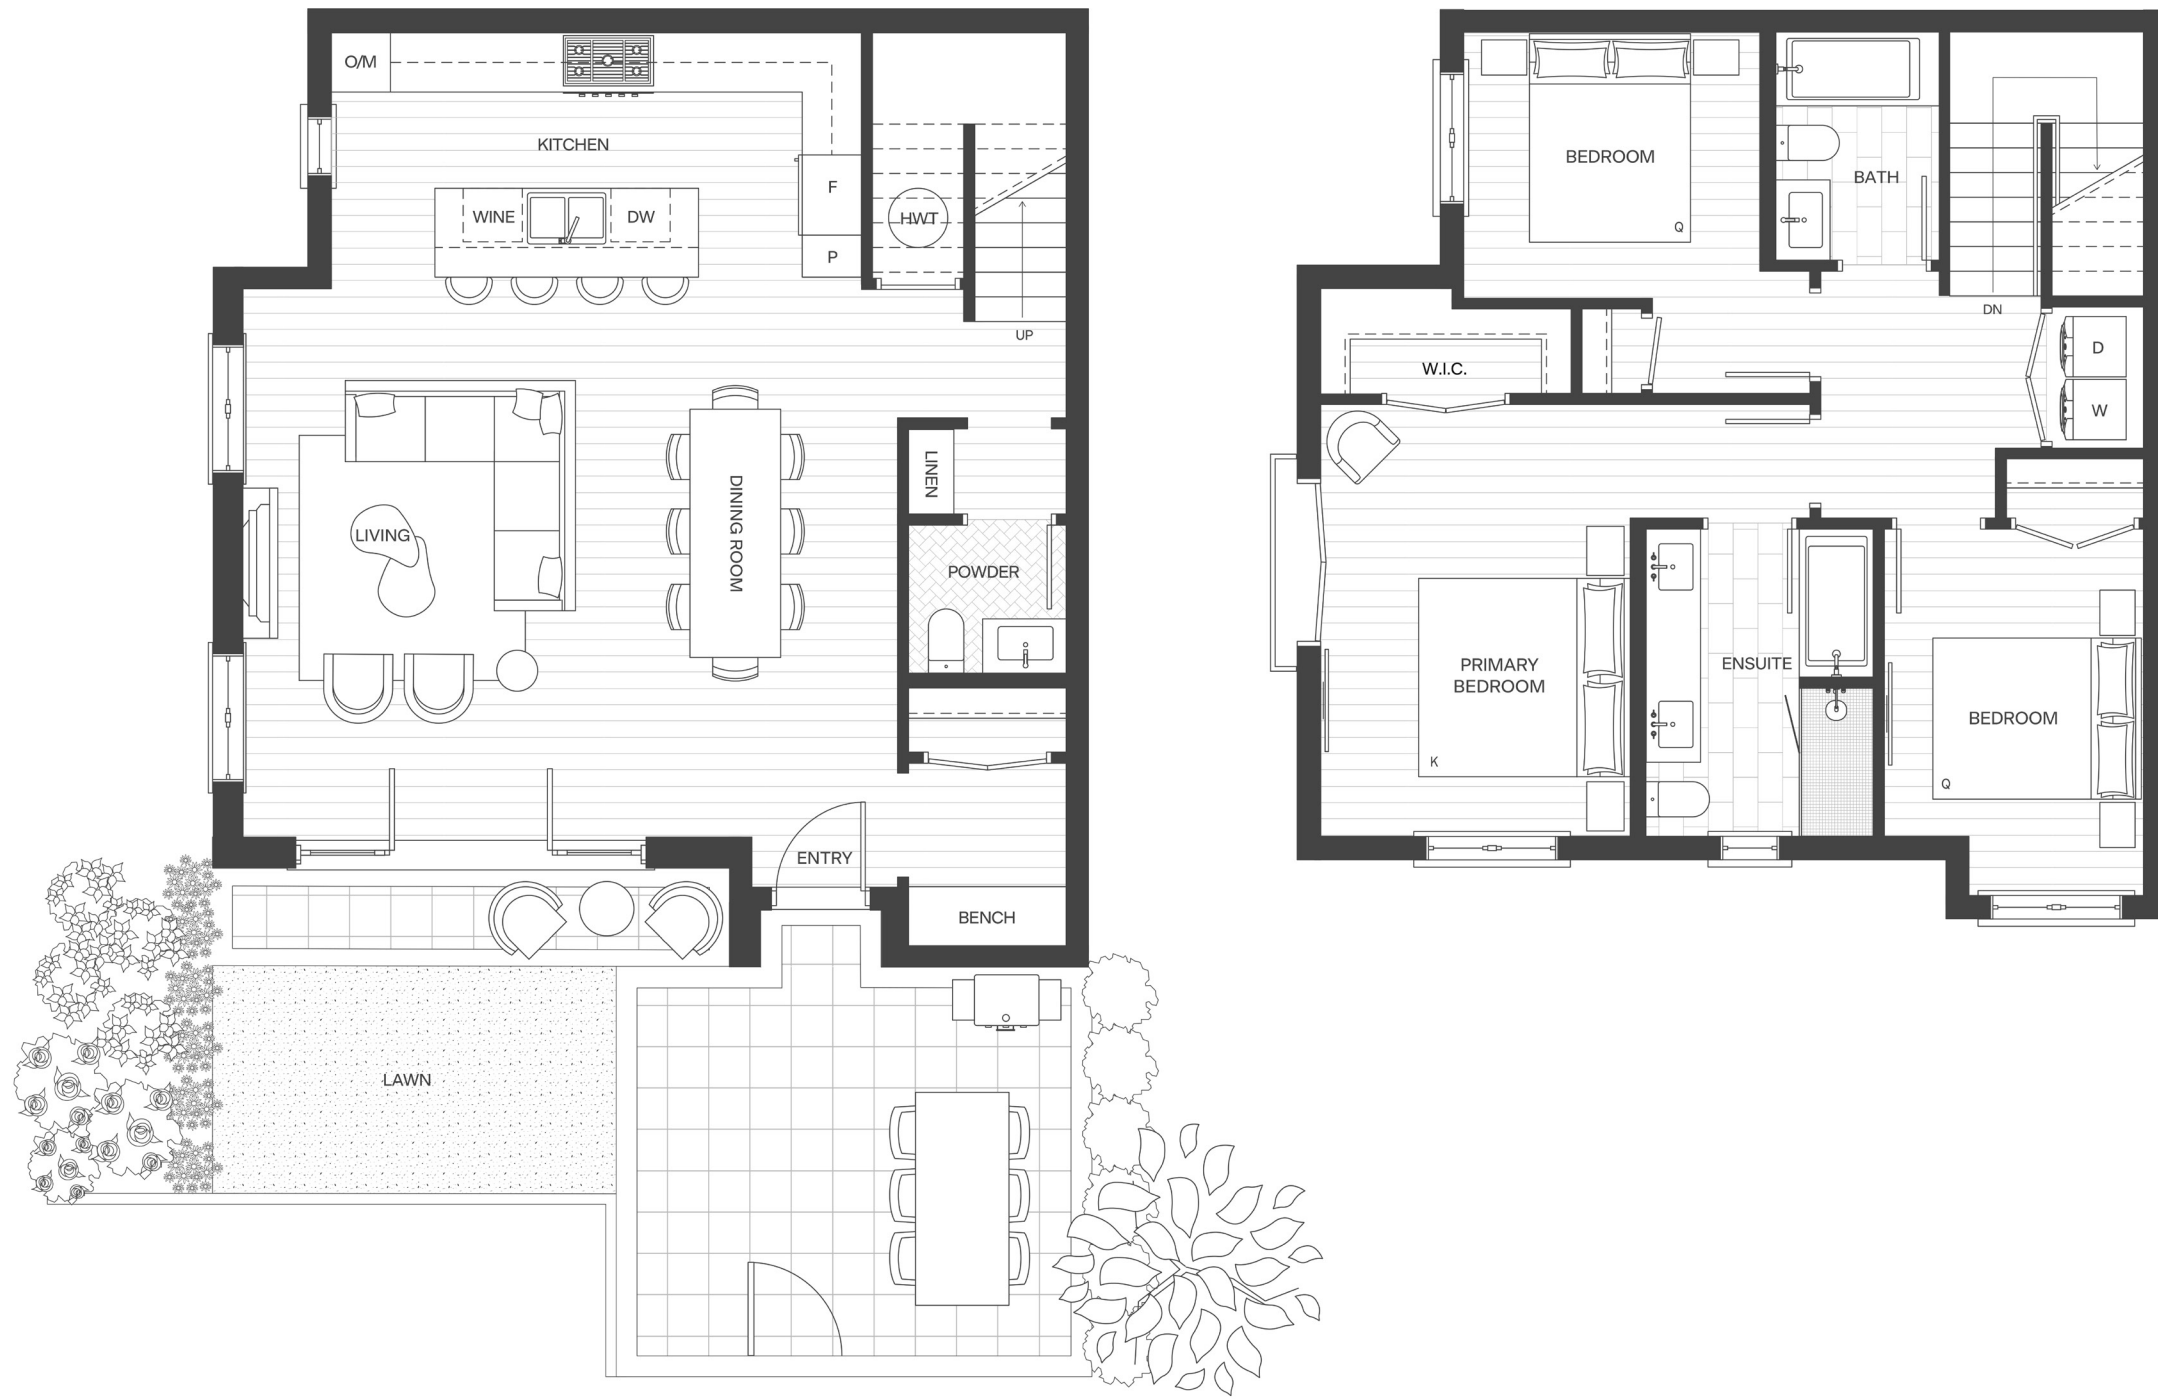 O/M
KITCHEN
WINE
DW
F
P
HWT
UP
LIVING
DINING ROOM
LINEN
POWDER
ENTRY
BENCH
LAWN
BEDROOM
Q
BATH
DN
D
W
W.I.C.
PRIMARY
BEDROOM
K
ENSUITE
BEDROOM
Q